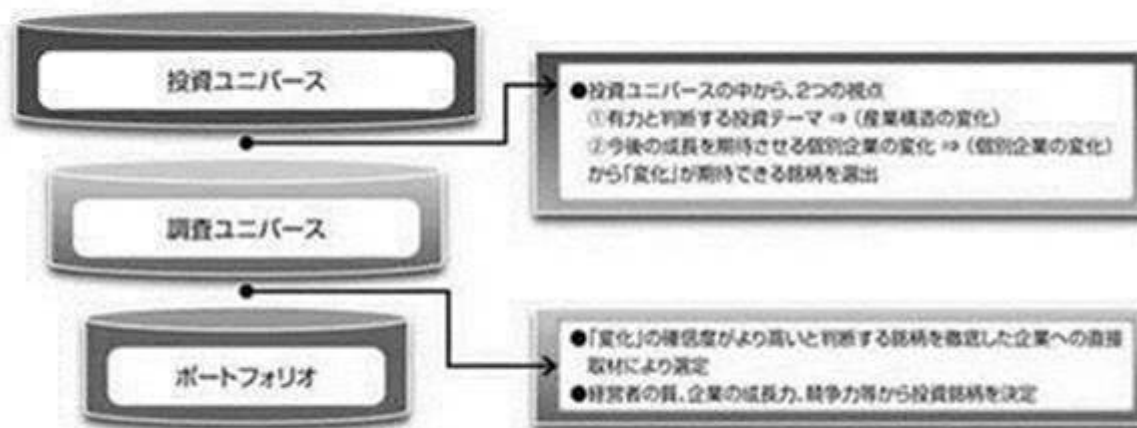 投資ユニバース
●投資ユニバースの中から、2つの視点
①有力と判断する投資テーマ ⇒ (産業構造の変化)
②今後の成長を期待させる個別企業の変化 ⇒ (個別企業の変化)
から「変化」が期待できる銘柄を選出
調査ユニバース
ポートフォリオ
●「変化」の確信度がより高いと判断する銘柄を徹底した企業への直接
取材により選定
●経営者の質、企業の成長力、競争力等から投資銘柄を決定